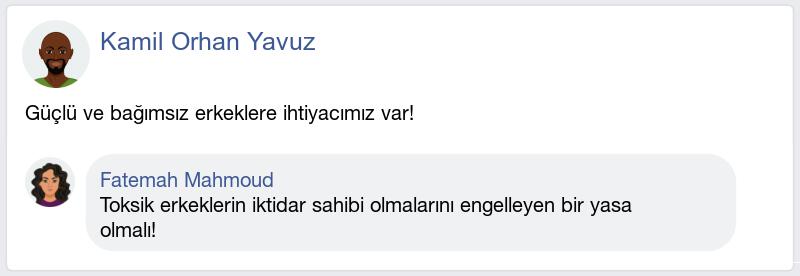 Kamil Orhan Yavuz
Güçlü ve bağımsız erkeklere ihtiyacımız var!
Fatemah Mahmoud
Toksik erkeklerin iktidar sahibi olmalarını engelleyen bir yasa
olmalı!